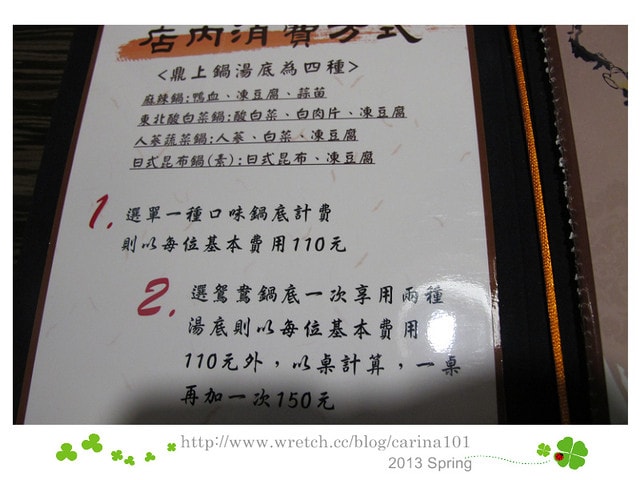 店內消費方式
<鼎上鍋湯底為四種>
麻辣鍋:鴨血、凍豆腐、蒜苗
東北酸白菜鍋:酸白菜、白肉片、凍豆腐
人蔘蔬菜鍋:人蔘、白菜、凍豆腐
日式昆布鍋(素):日式昆布、凍豆腐
1. 選單一種口味鍋底計費
則以每位基本費用110元
2. 選鴛鴦鍋底一次享用兩種
湯底則以每位基本費用
110元外，以桌計算，一桌
再加一次150元
http://www.wretch.cc/blog/carina101
2013 Spring